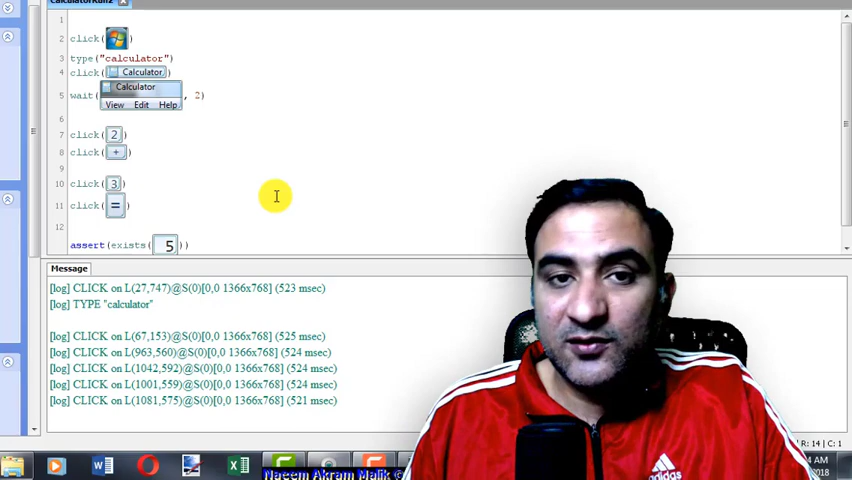 CalculatorRun2
1
2 click( )
3 type("calculator")
4 click( Calculator )
Calculator
5 wait( View Edit Help , 2)
6
7 click( 2 )
8 click( + )
9
10 click( 3 )
11 click( = )
12
assert(exists( 5 ))
Message
[log] CLICK on L(27,747)@S(0)[0,0 1366x768] (523 msec)
[log] TYPE "calculator"
[log] CLICK on L(67,153)@S(0)[0,0 1366x768] (525 msec)
[log] CLICK on L(963,560)@S(0)[0,0 1366x768] (524 msec)
[log] CLICK on L(1042,592)@S(0)[0,0 1366x768] (524 msec)
[log] CLICK on L(1001,559)@S(0)[0,0 1366x768] (524 msec)
[log] CLICK on L(1081,575)@S(0)[0,0 1366x768] (521 msec)
R: 14 | C: 1
adidas
4 AM
2018
Naeem Akram Malik ©